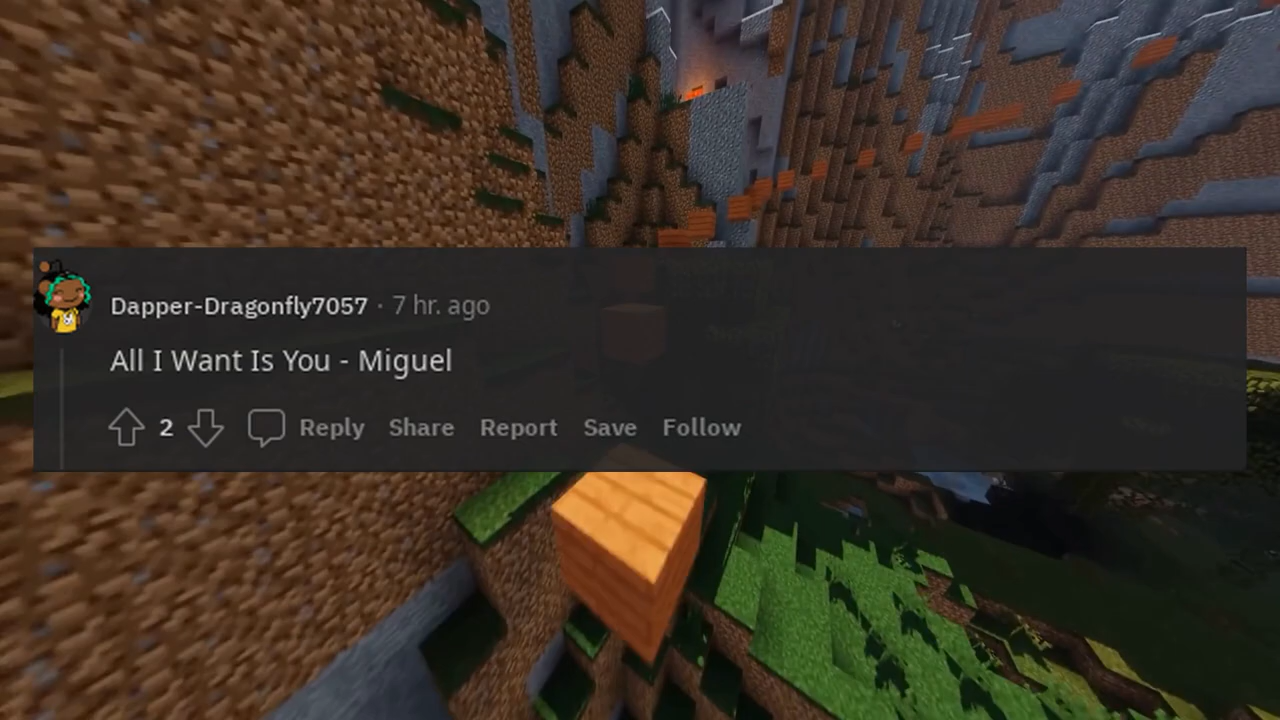 Dapper-Dragonfly7057 · 7 hr. ago
All I Want Is You - Miguel
2 Reply Share Report Save Follow